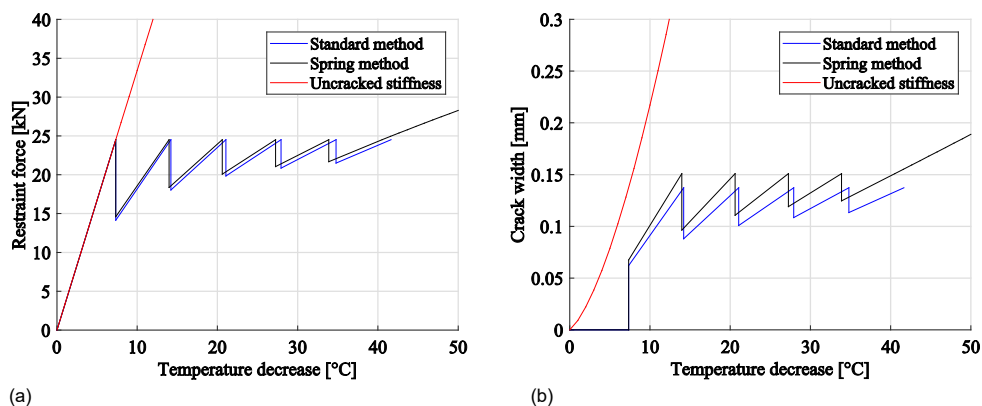 40
35
30
25
20
15
10
5
0
Restraint force [kN]
0 10 20 30 40 50
Temperature decrease [°C]
Standard method
Spring method
Uncracked stiffness
(a)
0.3
0.25
0.2
0.15
0.1
0.05
0
Crack width [mm]
0 10 20 30 40 50
Temperature decrease [°C]
Standard method
Spring method
Uncracked stiffness
(b)